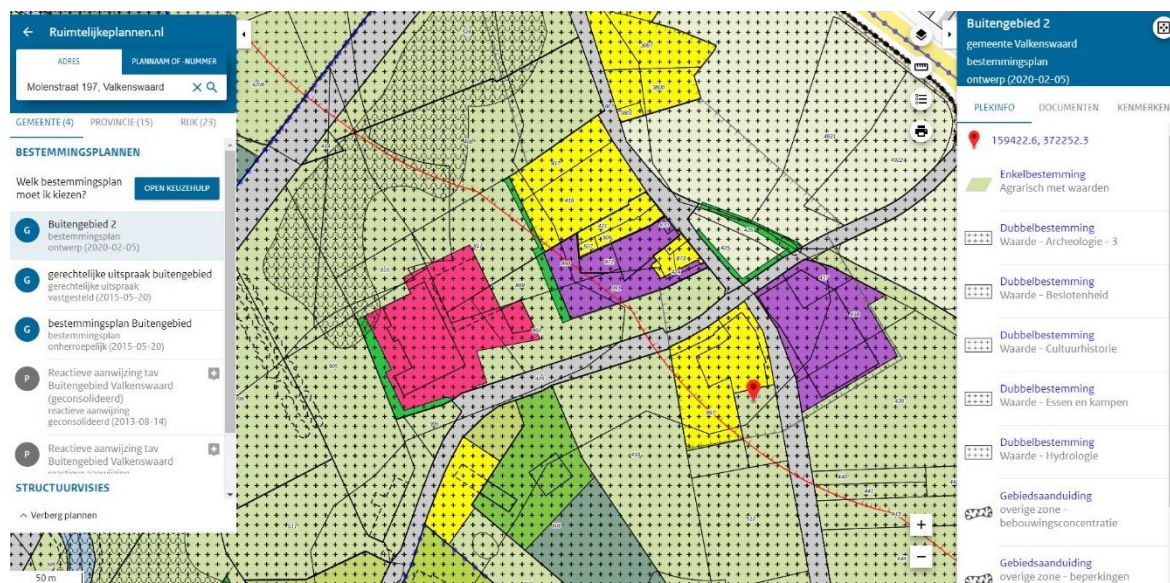 Ruimtelijkeplannen.nl
ADRES
PLANNAAM OF -NUMMER
Molenstraat 197, Valkenswaard
GEMEENTE (4)
PROVINCIE (15)
RIJK (23)
BESTEMMINGSPLANNEN
Welk bestemmingsplan
moet ik kiezen?
OPEN KEUZEHULP
G
Buitengebied 2
bestemmingsplan
ontwerp (2020-02-05)
G
gerechtelijke uitspraak buitengebied
gerechtelijke uitspraak
vastgesteld (2015-05-20)
G
bestemmingsplan Buitengebied
bestemmingsplan
onherroepelijk (2015-05-20)
P
Reactieve aanwijzing tav
Buitengebied Valkenswaard
(geconsolideerd)
reactieve aanwijzing
geconsolideerd (2013-08-14)
P
Reactieve aanwijzing tav
Buitengebied Valkenswaard
reactieve aanwijzing
STRUCTUURVISIES
Verberg plannen
50 m
Buitengebied 2
gemeente Valkenswaard
bestemmingsplan
ontwerp (2020-02-05)
PLEKINFO
DOCUMENTEN
KENMERKEN
159422.6, 372252.3
Enkelbestemming
Agrarisch met waarden
Dubbelbestemming
Waarde - Archeologie - 3
Dubbelbestemming
Waarde - Beslotenheid
Dubbelbestemming
Waarde - Cultuurhistorie
Dubbelbestemming
Waarde - Essen en kampen
Dubbelbestemming
Waarde - Hydrologie
Gebiedsaanduiding
overige zone -
bebouwingsconcentratie
Gebiedsaanduiding
overige zone - beperkingen